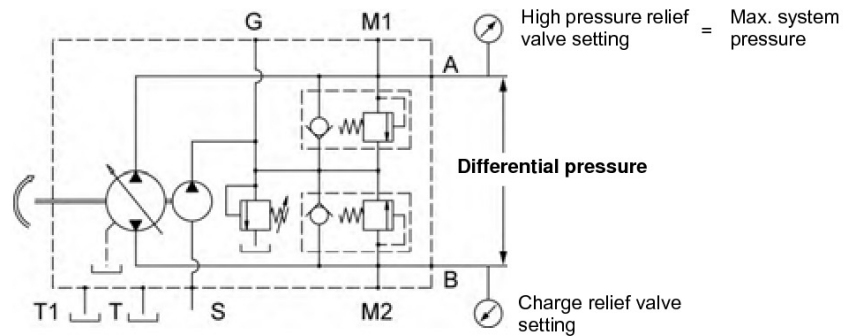 G
M1
High pressure relief
valve setting
=
Max. system
pressure
A
Differential pressure
B
T1
T
S
M2
Charge relief valve
setting